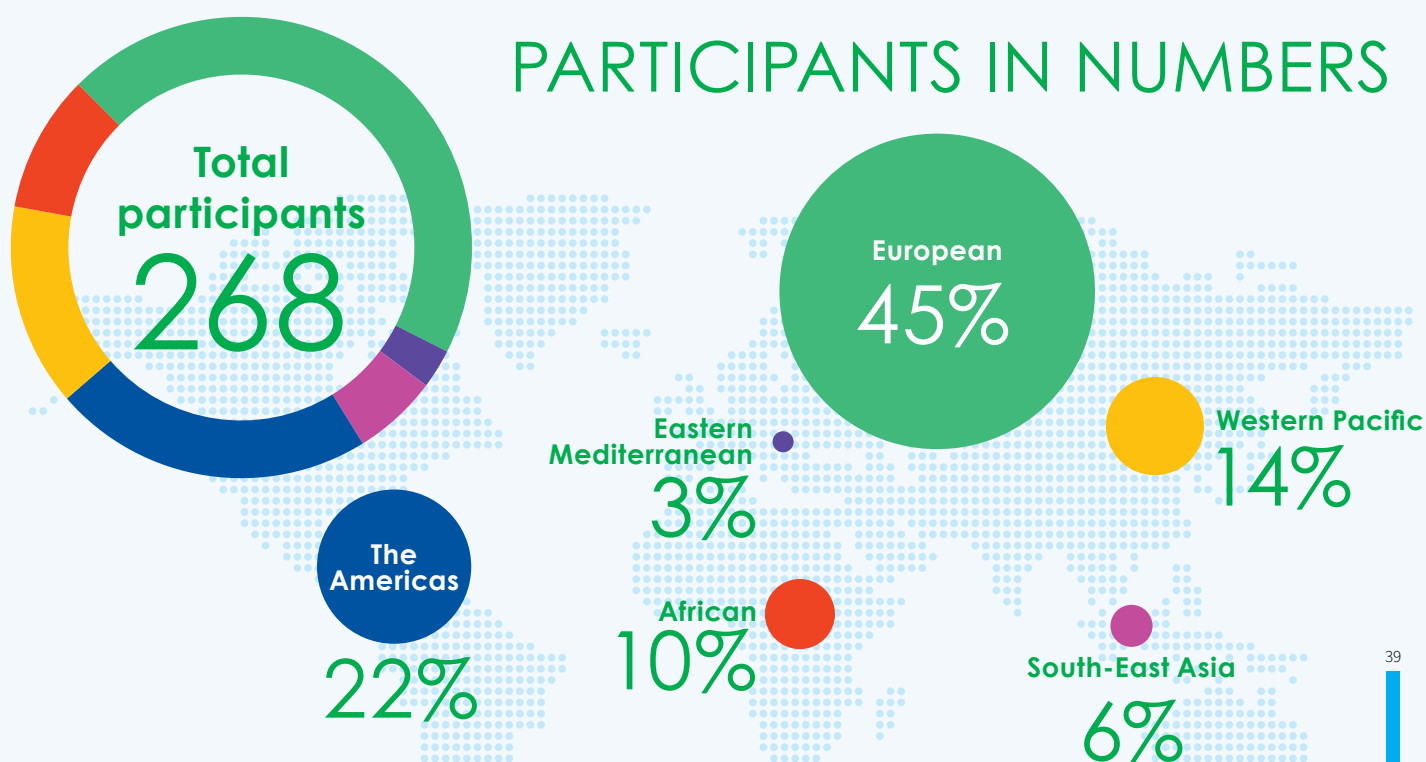 PARTICIPANTS IN NUMBERS
Total
participants
268
European
45%
Eastern
Mediterranean
3%
Western Pacific
14%
The
Americas
22%
African
10%
South-East Asia
6%
39